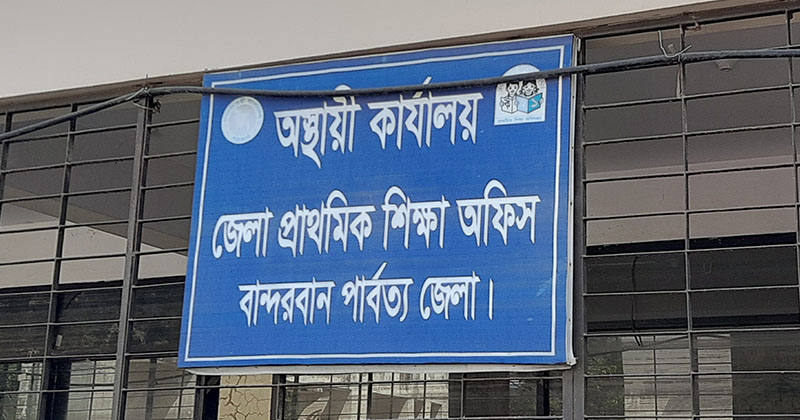 অস্থায়ী কার্যালয়
জেলা প্রাথমিক শিক্ষা অফিস
বান্দরবান পার্বত্য জেলা।